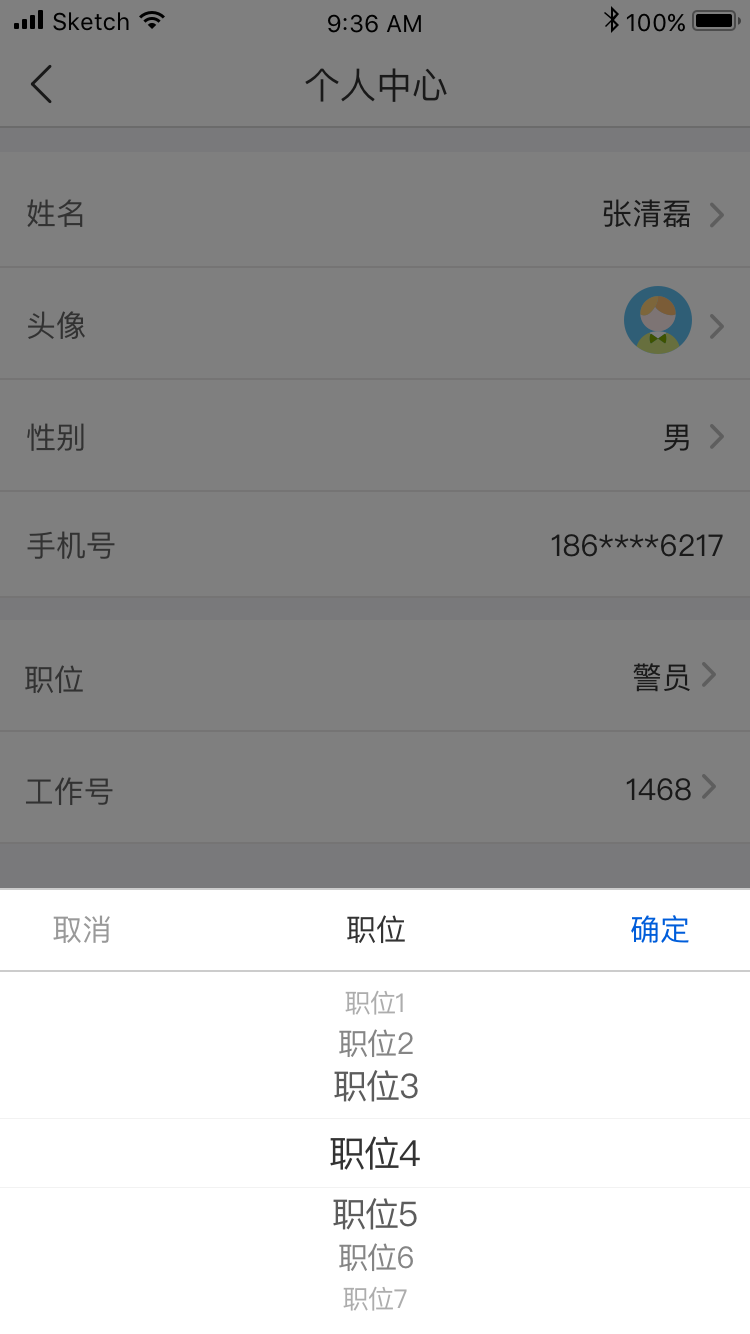 Sketch 9:36 AM 100%
个人中心
姓名 张清磊
头像
性别 男
手机号 186****6217
职位 警员
工作号 1468
取消 职位 确定
职位1
职位2
职位3
职位4
职位5
职位6
职位7